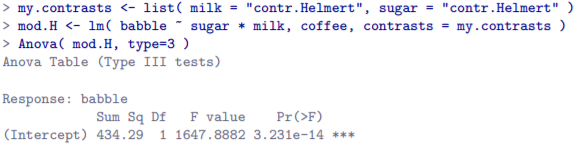 > my.contrasts <- list( milk = "contr.Helmert", sugar = "contr.Helmert" )
> mod.H <- lm( babble ~ sugar * milk, coffee, contrasts = my.contrasts )
> Anova( mod.H, type=3 )
Anova Table (Type III tests)
Response: babble
Sum Sq Df F value Pr(>F)
(Intercept) 434.29 1 1647.8882 3.231e-14 ***